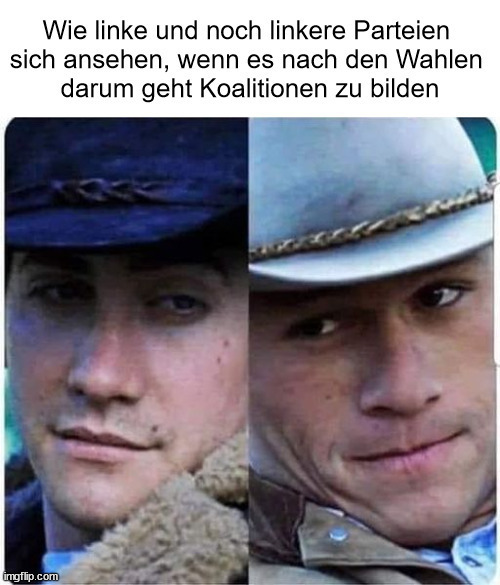 Wie linke und noch linkere Parteien
sich ansehen, wenn es nach den Wahlen
darum geht Koalitionen zu bilden
imgflip.com